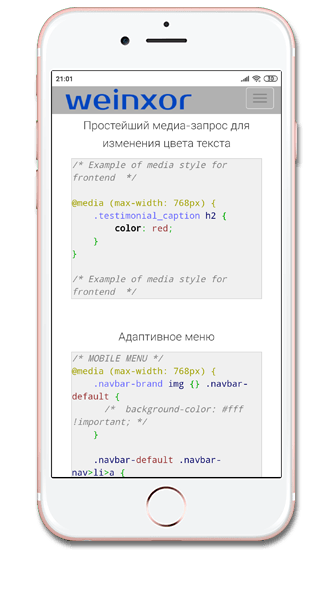 21:01
weinxor
Простейший медиа-запрос для
изменения цвета текста
/* Example of media style for
frontend  */
@media (max-width: 768px) {
    .testimonial_caption h2 {
        color: red;
    }
}
/* Example of media style for
frontend  */
Адаптивное меню
/* MOBILE MENU */
@media (max-width: 768px) {
    .navbar-brand img {} .navbar-
default {
      /*  background-color: #fff
!important; */
    }
    .navbar-default .navbar-
nav>li>a {